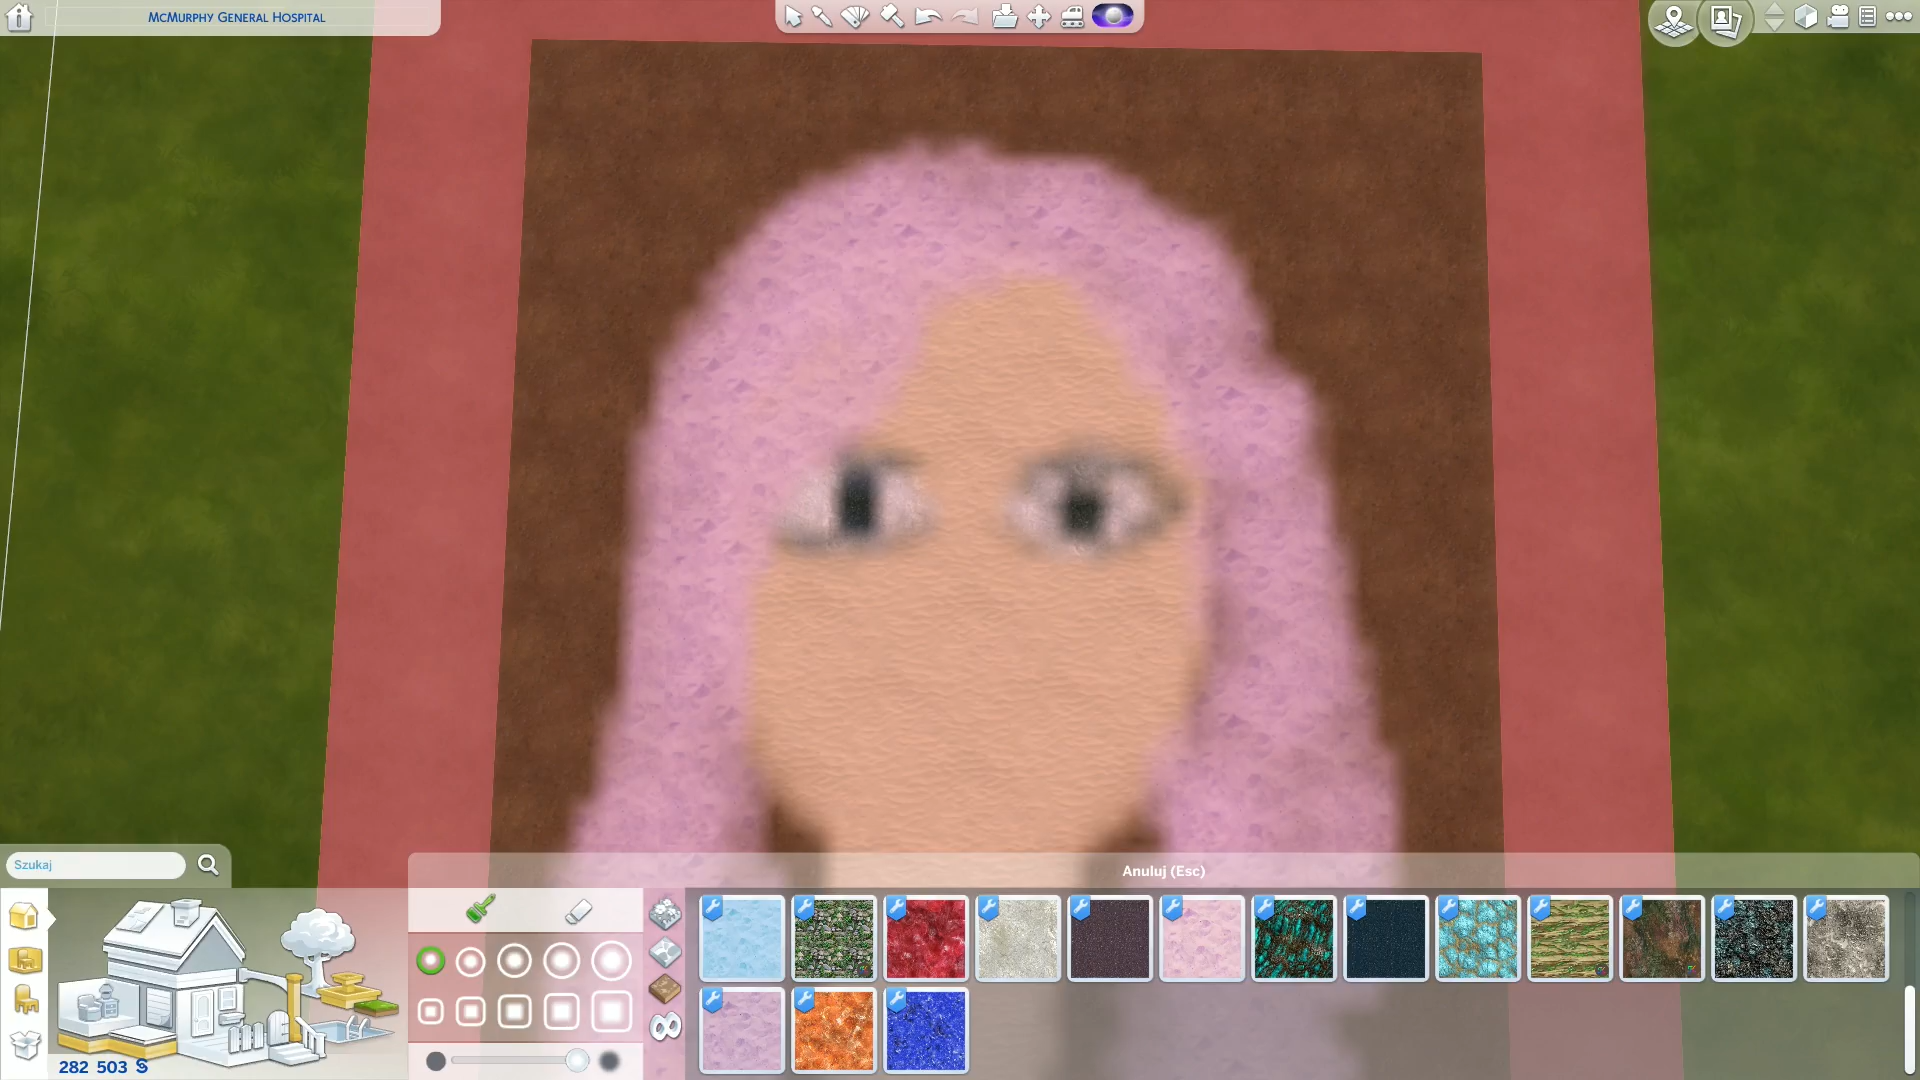 McMurphy General Hospital
Szukaj
Anuluj (Esc)
282 503 §